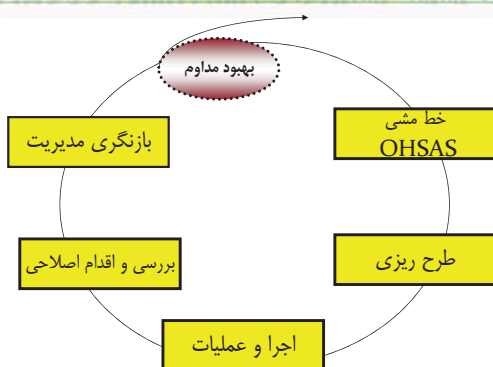 بهبود مداوم
خط مشی
OHSAS
طرح ریزی
اجرا و عملیات
بررسی و اقدام اصلاحی
بازنگری مدیریت